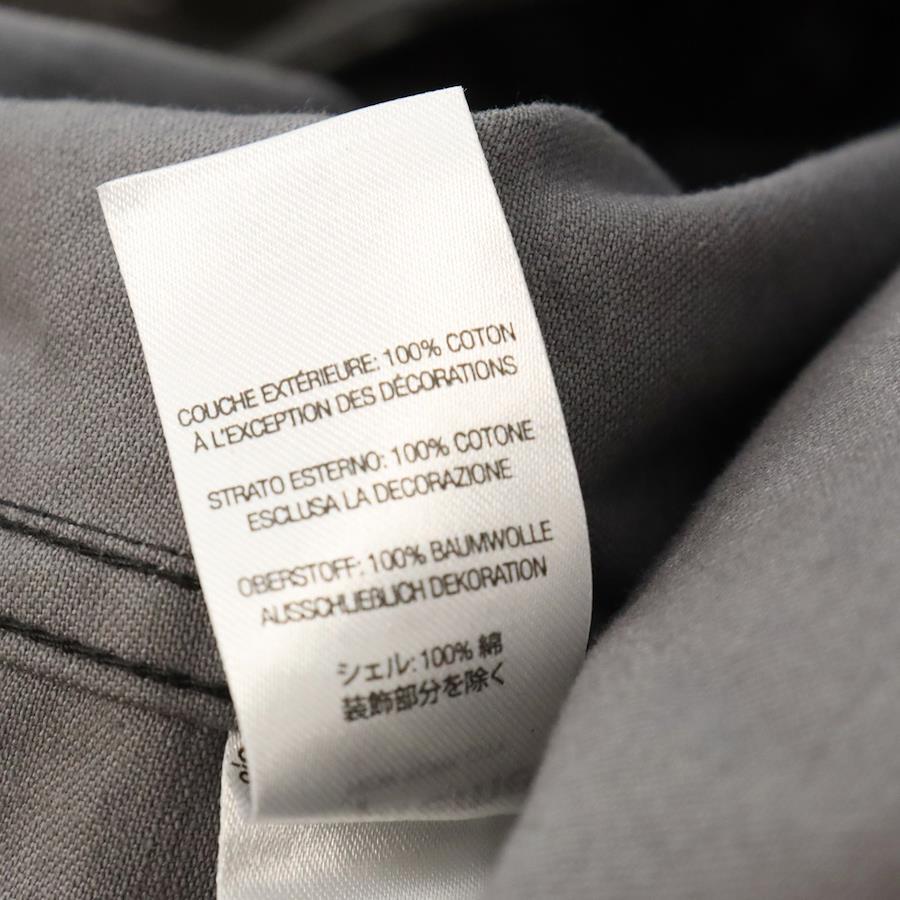 COUCHE EXTÉRIEURE: 100% COTON
À L'EXCEPTION DES DÉCORATIONS
STRATO ESTERNO: 100% COTONE
ESCLUSA LA DECORAZIONE
OBERSTOFF: 100% BAUMWOLLE
AUSSCHLIEBLICH DEKORATION
シェル:100% 綿
装飾部分を除く